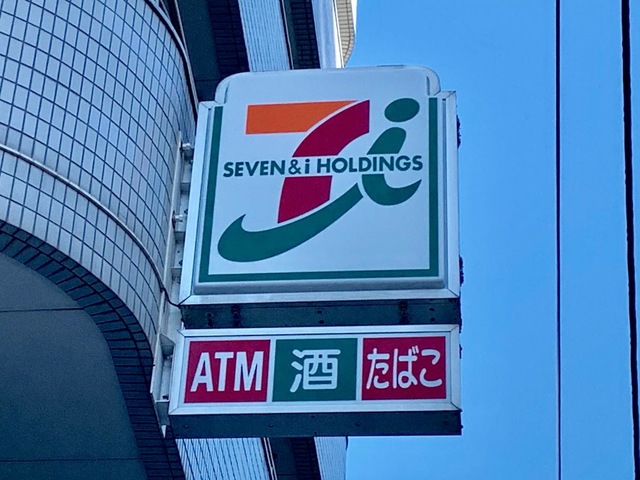 SEVEN & i HOLDINGS
ATM 酒 たばこ